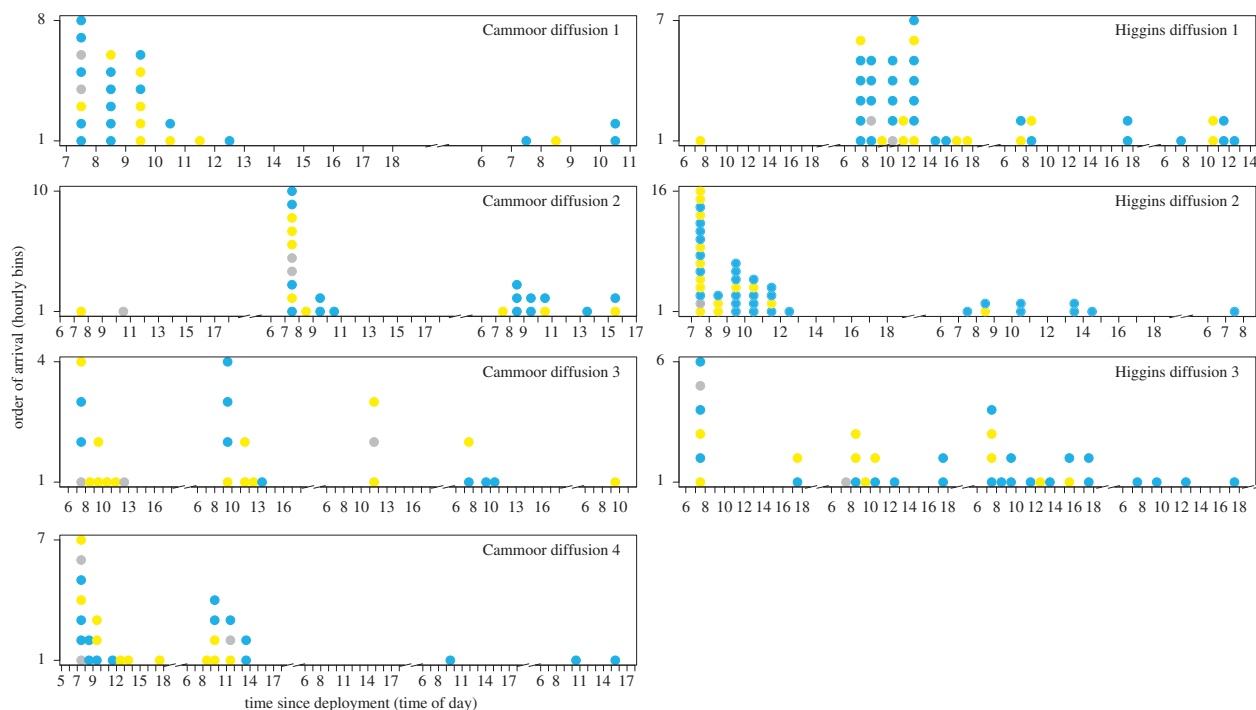 8
1
Cammoor diffusion 1
7 8 9 10 11 12 13 14 16 18 6 7 8 9 10 11
7
1
Higgins diffusion 1
6 8 10 12 14 16 18 6 8 10 12 14 16 18 6 8 10 12 14 16 18 6 8 10 12 14
10
1
Cammoor diffusion 2
6 7 8 9 11 13 15 17 6 7 8 9 11 13 15 17 6 7 8 9 11 13 15 17
16
1
Higgins diffusion 2
7 8 9 10 12 14 16 18 6 7 8 9 10 12 14 16 18 6 7 8
order of arrival (hourly bins)
4
1
Cammoor diffusion 3
6 8 10 13 16 6 8 10 13 16 6 8 10 13 16 6 8 10 13 16 6 8 10
6
1
Higgins diffusion 3
6 8 10 12 14 16 18 6 8 10 12 14 16 18 6 8 10 12 14 16 18 6 8 10 12 14 16 18
7
1
Cammoor diffusion 4
5 7 9 12 15 18 6 8 11 14 17 6 8 11 14 17 6 8 11 14 17 6 8 11 14 17
time since deployment (time of day)